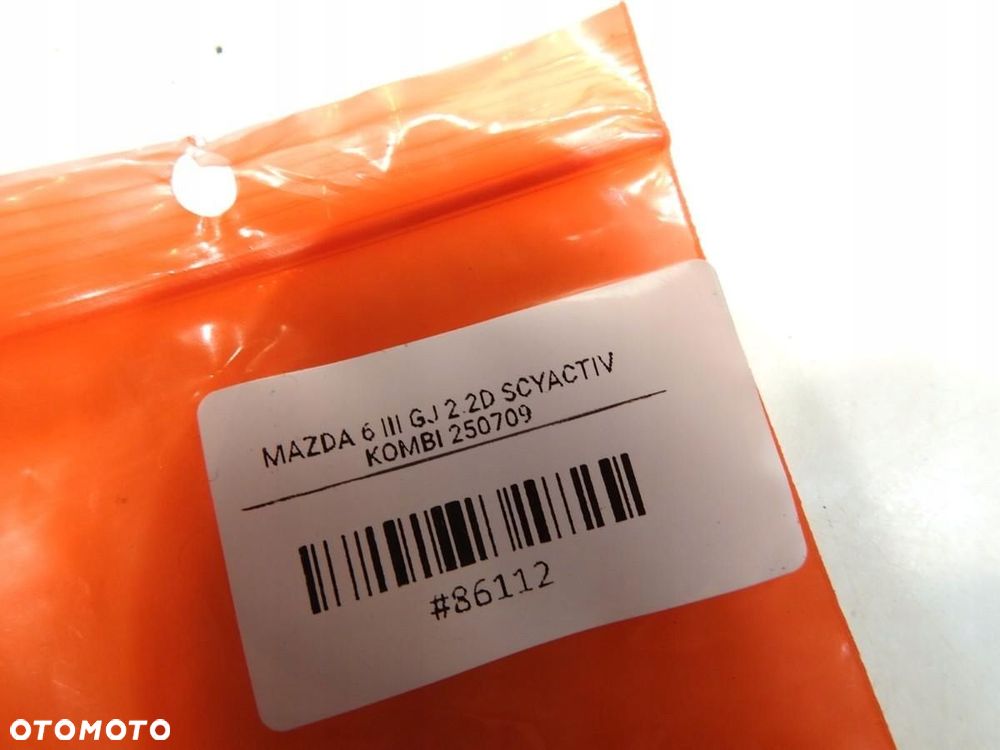 MAZDA 6 III GJ 2.2D SCYACTIV
KOMBI 250709
#86112
OTOMOTO